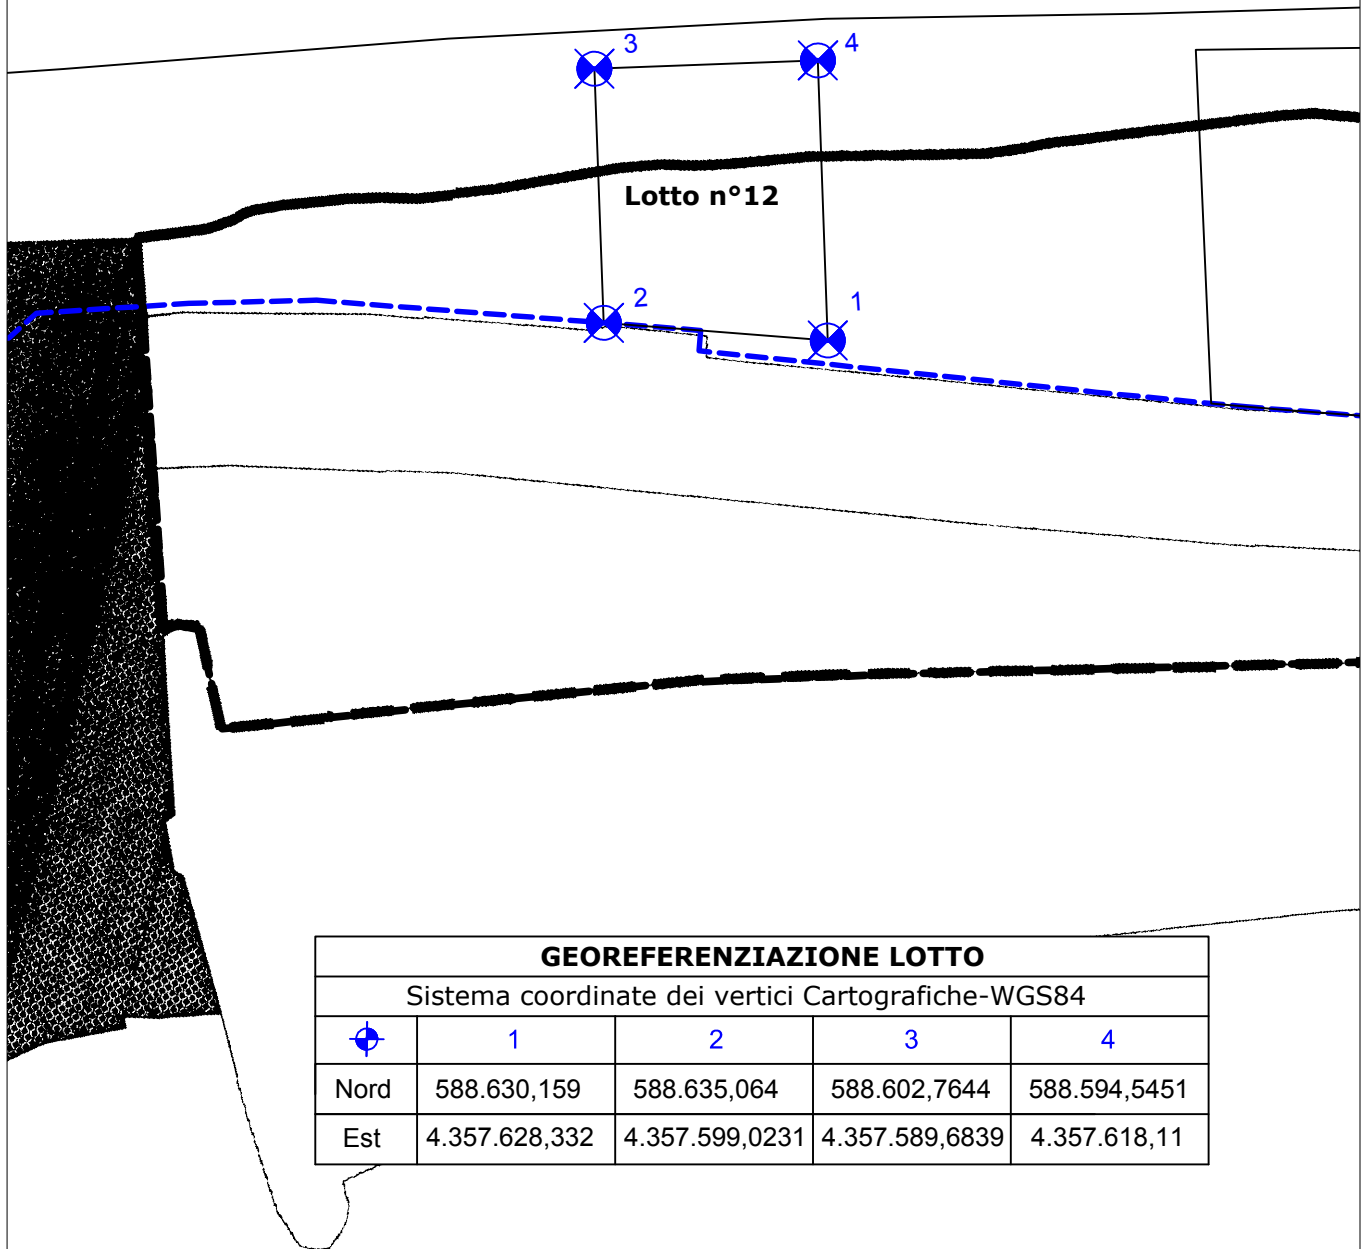 3
4
Lotto n°12
2
1
GEOREFERENZIAZIONE LOTTO
Sistema coordinate dei vertici Cartografiche-WGS84
1 2 3 4
Nord 588.630,159 588.635,064 588.602,7644 588.594,5451
Est 4.357.628,332 4.357.599,0231 4.357.589,6839 4.357.618,11